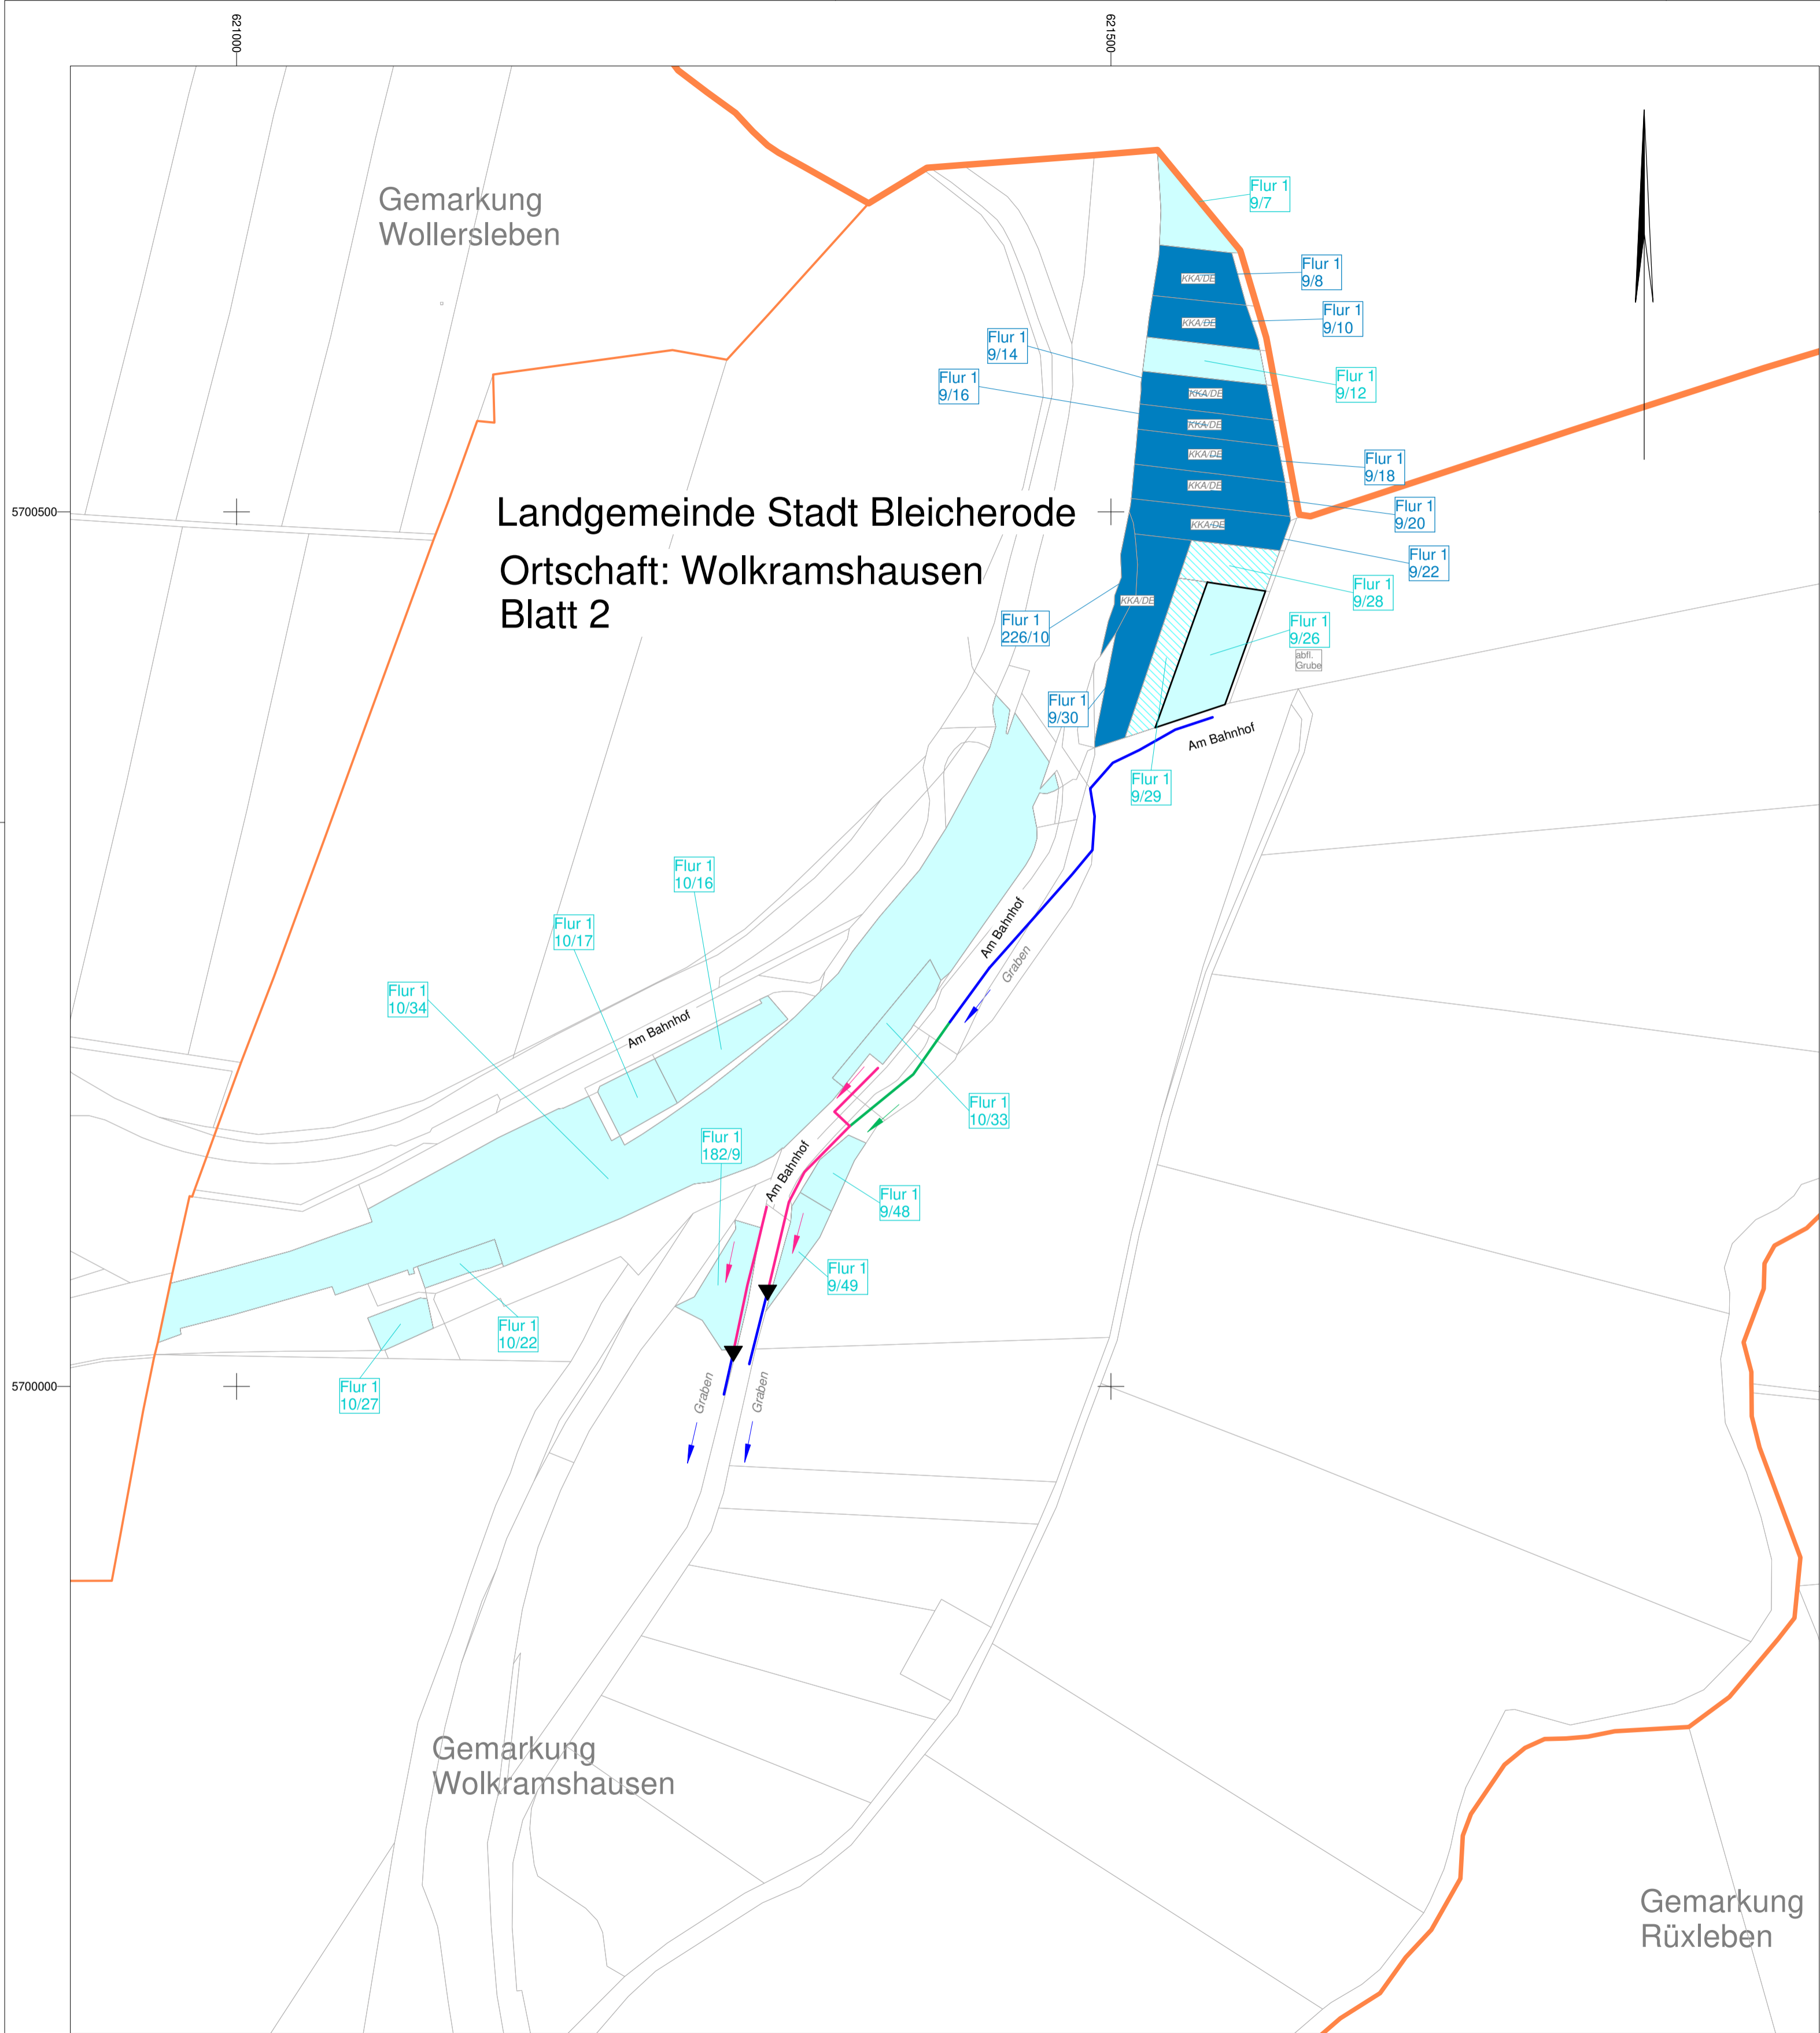 621000
621500
Gemarkung
Wollersleben
Flur 1
9/7
Flur 1
9/8
KKA/DE
Flur 1
9/10
KKA/DE
Flur 1
9/14
Flur 1
9/12
Flur 1
9/16
KKA/DE
KKA/DE
KKA/DE
Flur 1
9/18
KKA/DE
5700500
Landgemeinde Stadt Bleicherode
Flur 1
9/20
KKA/DE
Flur 1
9/22
Ortschaft: Wolkramshausen
Blatt 2
Flur 1
9/28
KKA/DE
Flur 1
226/10
Flur 1
9/26
abfl.
Grube
Flur 1
9/30
Am Bahnhof
Flur 1
9/29
Flur 1
10/16
Flur 1
10/17
Am Bahnhof
Graben
Flur 1
10/34
Am Bahnhof
Flur 1
10/33
Flur 1
182/9
Am Bahnhof
Flur 1
9/48
Flur 1
9/49
Flur 1
10/22
Flur 1
10/27
5700000
Graben
Graben
Gemarkung
Wolkramshausen
Gemarkung
Rüxleben